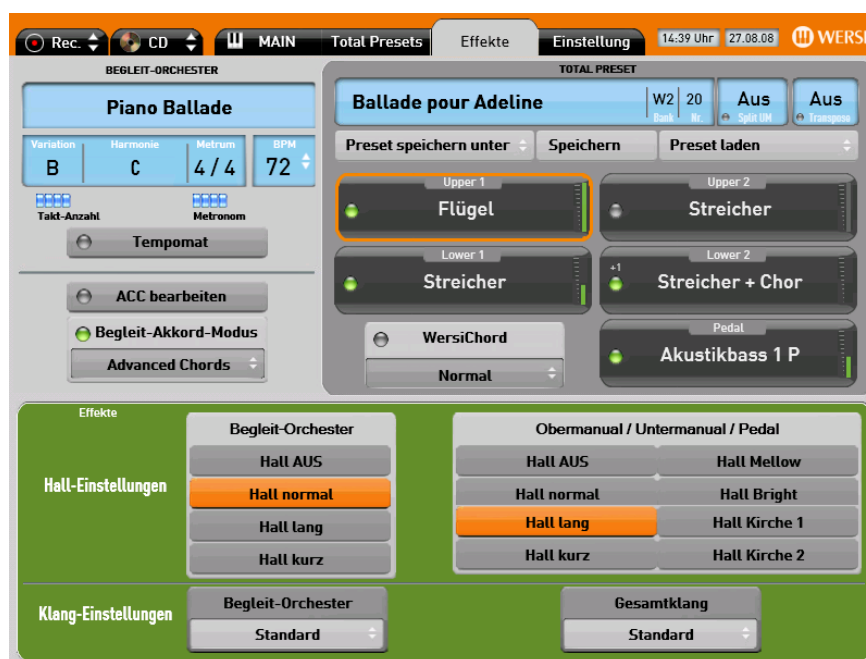 Rec. CD MAIN Total Presets Effekte Einstellung 14:39 Uhr 27.08.08
BEGLEIT-ORCHESTER
Piano Ballade
Variation Harmonie Metrum BPM
B C 4/4 72
Takt-Anzahl Metronom
Tempomat
ACC bearbeiten
Begleit-Akkord-Modus
Advanced Chords
TOTAL PRESET
Ballade pour Adeline W2 20 Aus Aus
Bank Nr. Split UM Transpose
Preset speichern unter Speichern Preset laden
Upper 1 Upper 2
Flügel Streicher
Lower 1 Lower 2
Streicher +1 Streicher + Chor
WersiChord Pedal
Normal Akustikbass 1 P
Effekte
Begleit-Orchester Obermanual / Untermanual / Pedal
Hall-Einstellungen
Hall AUS Hall AUS Hall Mellow
Hall normal Hall normal Hall Bright
Hall lang Hall lang Hall Kirche 1
Hall kurz Hall kurz Hall Kirche 2
Klang-Einstellungen
Begleit-Orchester Gesamtklang
Standard Standard